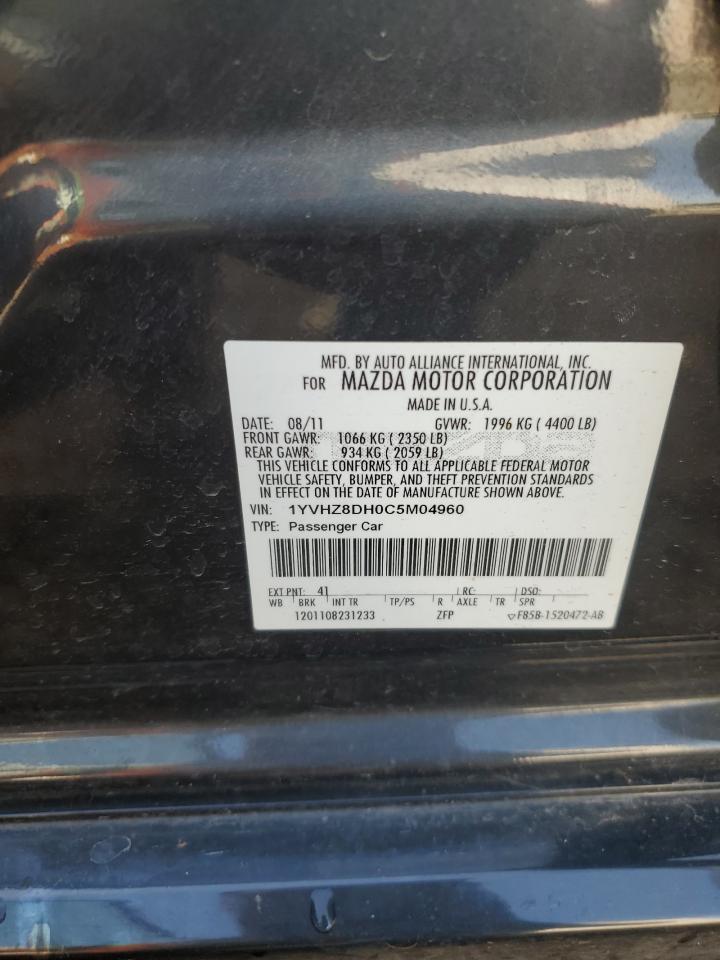 MFD. BY AUTO ALLIANCE INTERNATIONAL, INC.
FOR MAZDA MOTOR CORPORATION
MADE IN U.S.A.
DATE: 08/11 GVWR: 1996 KG ( 4400 LB)
FRONT GAWR: 1066 KG ( 2350 LB)
REAR GAWR: 934 KG ( 2059 LB)
THIS VEHICLE CONFORMS TO ALL APPLICABLE FEDERAL MOTOR
VEHICLE SAFETY, BUMPER, AND THEFT PREVENTION STANDARDS
IN EFFECT ON THE DATE OF MANUFACTURE SHOWN ABOVE.
VIN: 1YVHZ8DH0C5M04960
TYPE: Passenger Car
EXT PNT: 41 RC: DSO:
WB BRK INT TR TP/PS R AXLE TR SPR
1201108231233 ZFP ▽F85B-1520472-AB